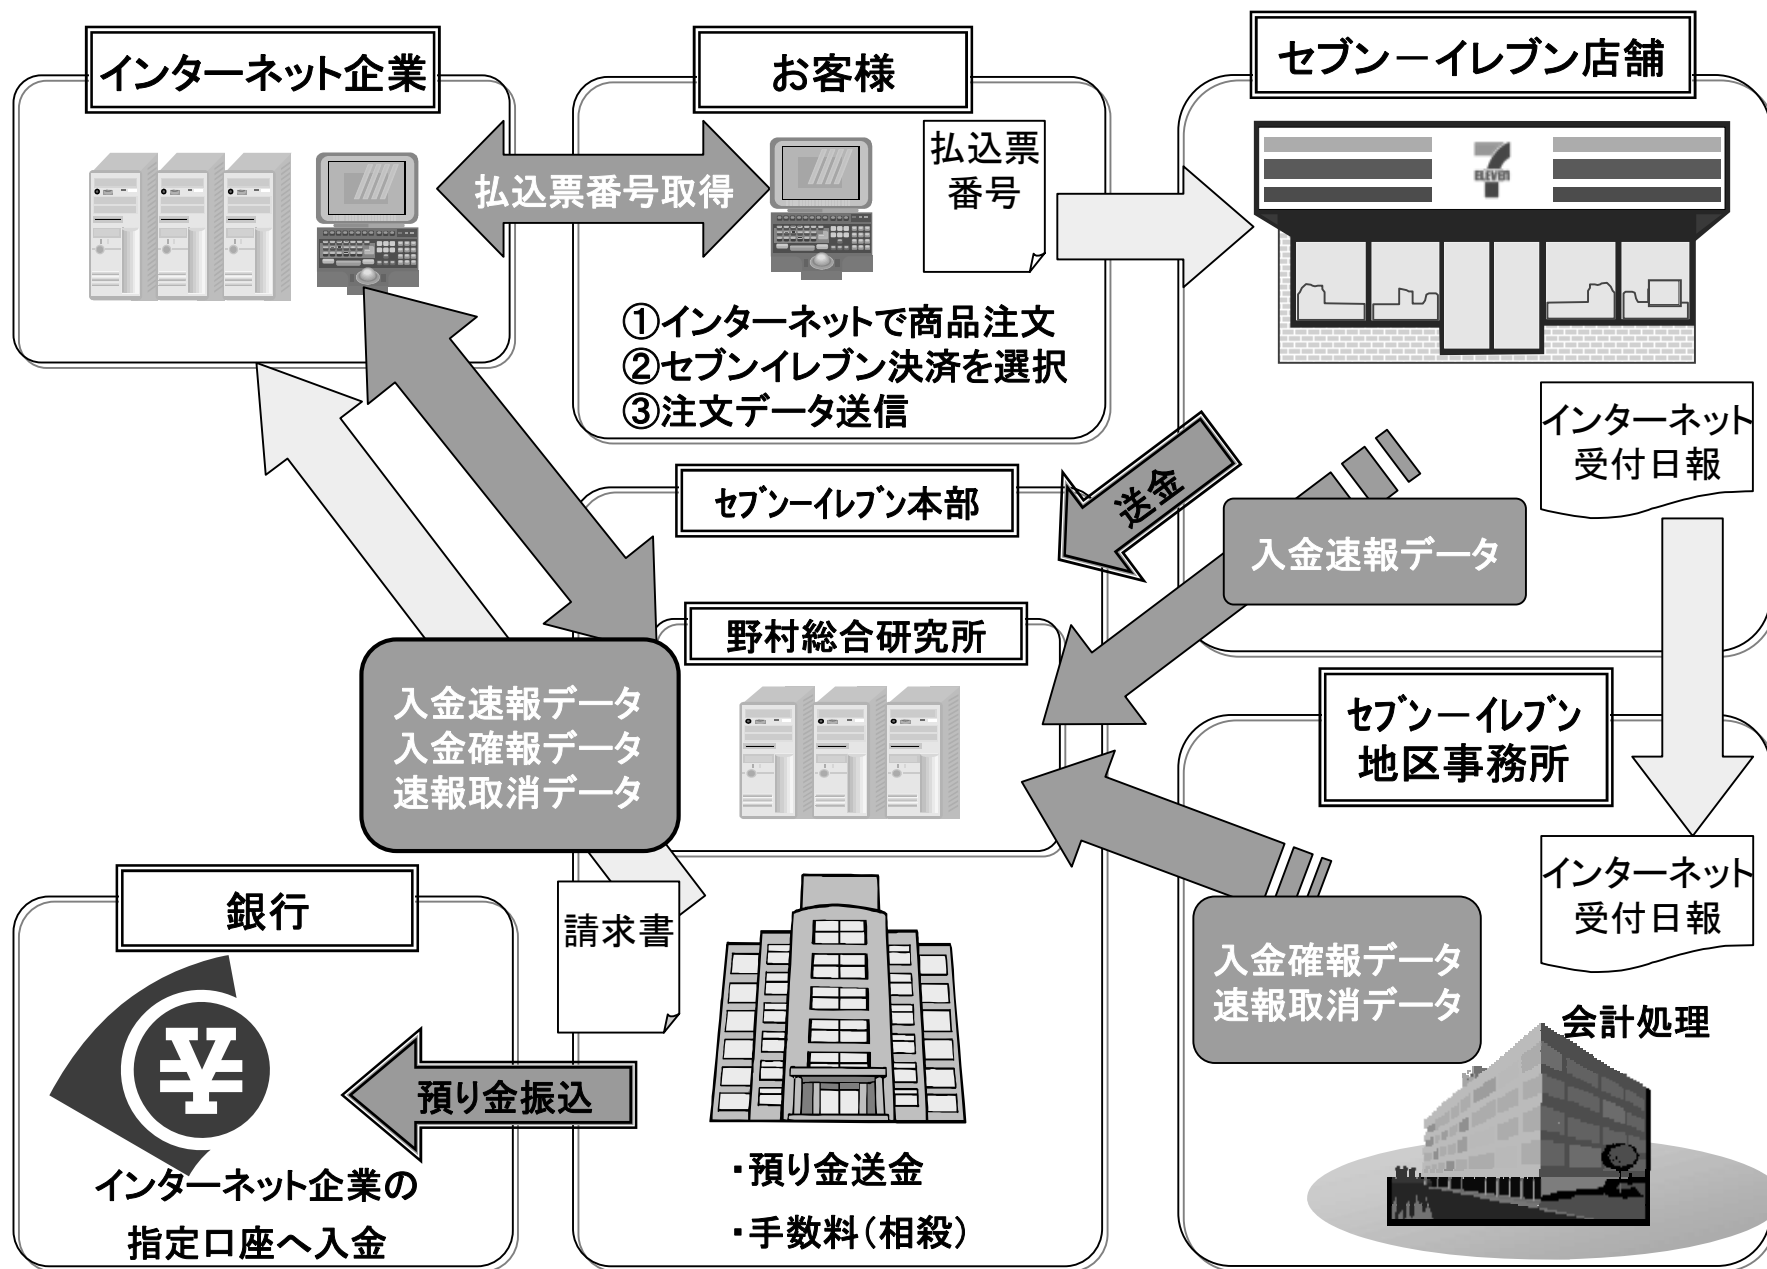 インターネット企業
お客様
セブン－イレブン店舗
払込票番号取得
払込票
番号
7
ELEVEN
①インターネットで商品注文
②セブンイレブン決済を選択
③注文データ送信
インターネット
受付日報
送金
セブン－イレブン本部
入金速報データ
野村総合研究所
入金速報データ
入金確報データ
速報取消データ
セブン－イレブン
地区事務所
インターネット
受付日報
銀行
請求書
入金確報データ
速報取消データ
会計処理
¥
預り金振込
インターネット企業の
指定口座へ入金
・預り金送金
・手数料（相殺）